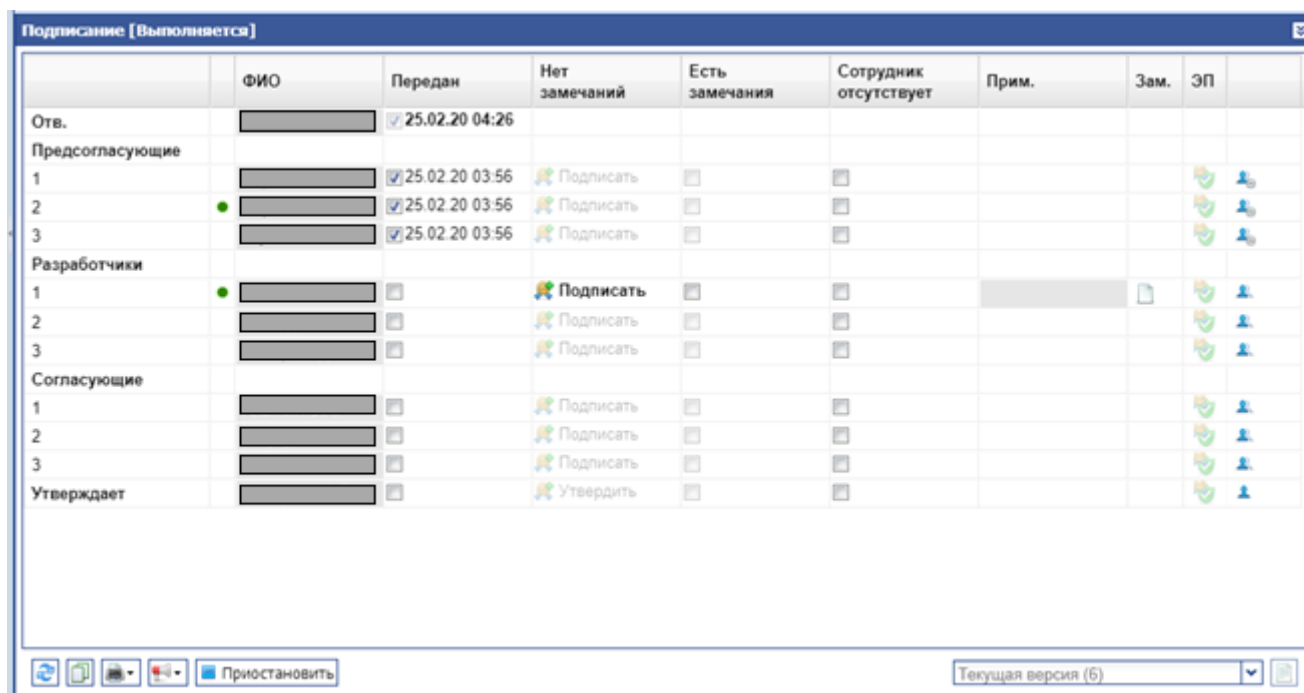 Подписание [Выполняется]
ФИО Передан Нет замечаний Есть замечания Сотрудник отсутствует Прим. Зам. ЭП
Отв. 25.02.20 04:26
Предсогласующие
1 25.02.20 03:56 Подписать
2 25.02.20 03:56 Подписать
3 25.02.20 03:56 Подписать
Разработчики
1 Подписать
2 Подписать
3 Подписать
Согласующие
1 Подписать
2 Подписать
3 Подписать
Утверждает Утвердить
Приостановить Текущая версия (6)